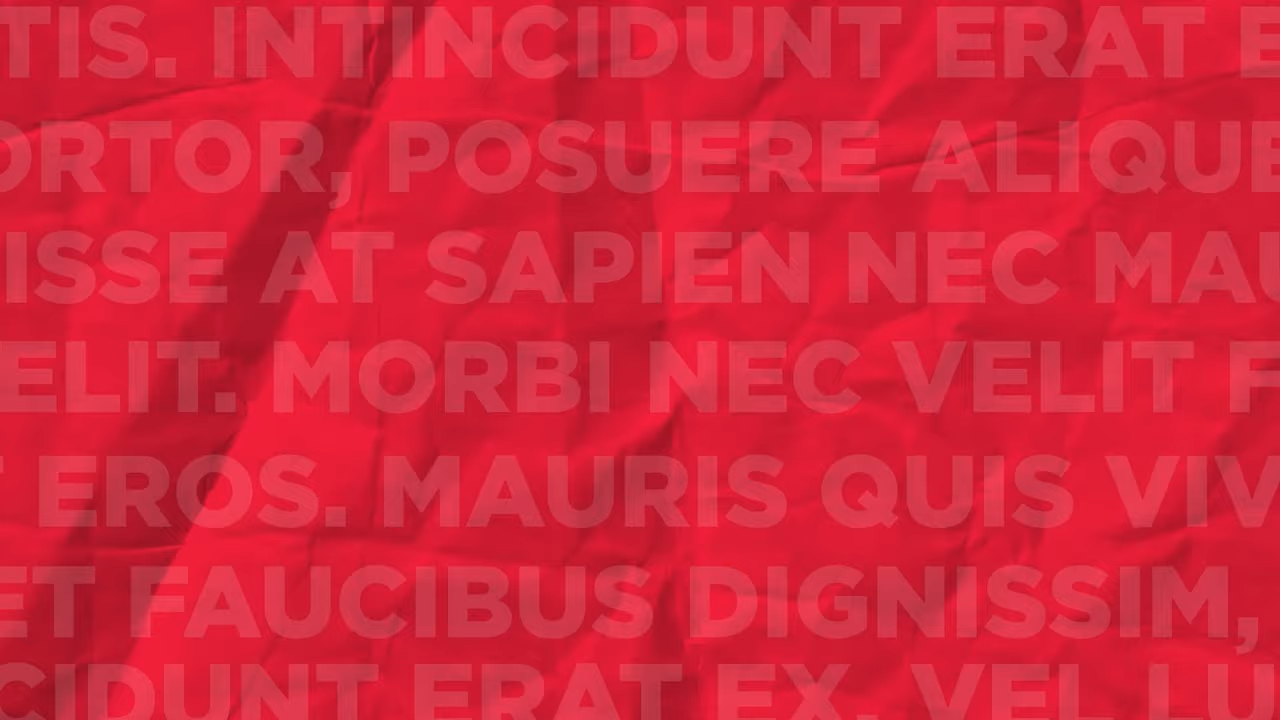 TIS. INTINCIDUNT ERAT E
ORTOR, POSUERE ALIQUE
ISSE AT SAPIEN NEC MAU
ELIT. MORBI NEC VELIT F
EROS. MAURIS QUIS VIV
ET FAUCIBUS DIGNISSIM,
CIDUNT ERAT EX, VEL LU